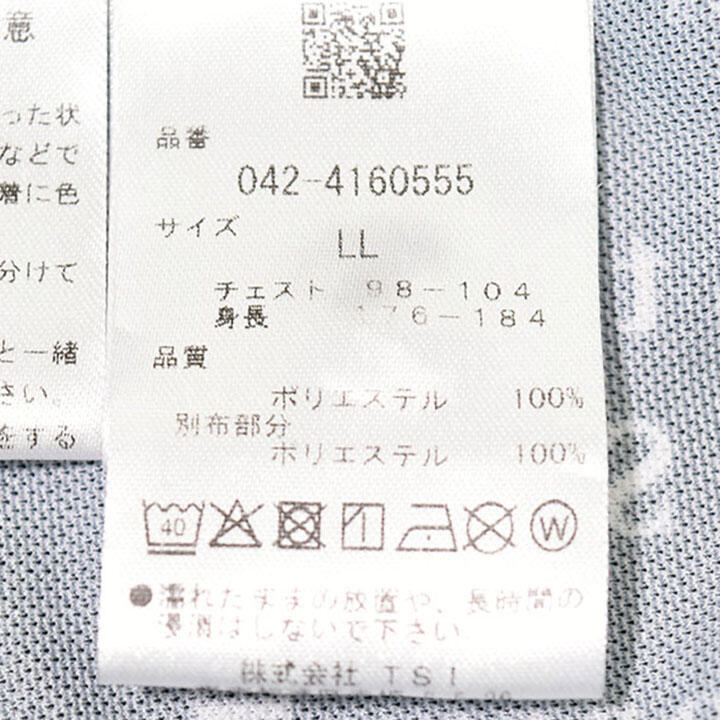 意
った状
などで
着に色
分けて
と一緒
さい。
をする
品番
042-4160555
サイズ
LL
チェスト 98-104
身長 176-184
品質
ポリエステル 100%
別布部分
ポリエステル 100%
40
W
●濡れたままの放置や、長時間の
浸漬はしないで下さい。
株式会社 TSI